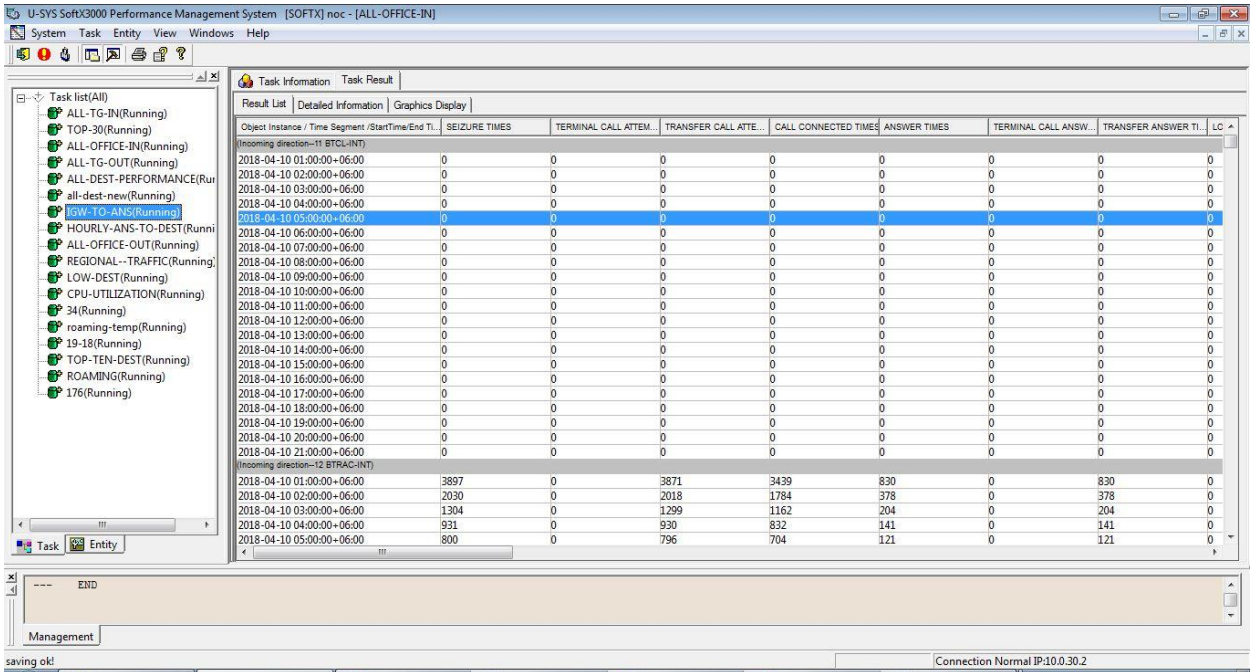 U-SYS SoftX3000 Performance Management System [SOFTX] noc - [ALL-OFFICE-IN]
System Task Entity View Windows Help
Task list(All)
ALL-TG-IN(Running)
TOP-30(Running)
ALL-OFFICE-IN(Running)
ALL-TG-OUT(Running)
ALL-DEST-PERFORMANCE(Rur
all-dest-new(Running)
IGW-TO-ANS(Running)
HOURLY-ANS-TO-DEST(Runni
ALL-OFFICE-OUT(Running)
REGIONAL--TRAFFIC(Running)
LOW-DEST(Running)
CPU-UTILIZATION(Running)
34(Running)
roaming-temp(Running)
19-18(Running)
TOP-TEN-DEST(Running)
ROAMING(Running)
176(Running)
Task Entity
Task Information Task Result
Result List Detailed Information Graphics Display
Object Instance / Time Segment /StartTime/End Ti... SEIZURE TIMES TERMINAL CALL ATTEM... TRANSFER CALL ATTE... CALL CONNECTED TIMES ANSWER TIMES TERMINAL CALL ANSW... TRANSFER ANSWER TI... LC
(Incoming direction--11 BTCL-INT)
2018-04-10 01:00:00+06:00 0 0 0 0 0 0 0 0
2018-04-10 02:00:00+06:00 0 0 0 0 0 0 0 0
2018-04-10 03:00:00+06:00 0 0 0 0 0 0 0 0
2018-04-10 04:00:00+06:00 0 0 0 0 0 0 0 0
2018-04-10 05:00:00+06:00 0 0 0 0 0 0 0 0
2018-04-10 06:00:00+06:00 0 0 0 0 0 0 0 0
2018-04-10 07:00:00+06:00 0 0 0 0 0 0 0 0
2018-04-10 08:00:00+06:00 0 0 0 0 0 0 0 0
2018-04-10 09:00:00+06:00 0 0 0 0 0 0 0 0
2018-04-10 10:00:00+06:00 0 0 0 0 0 0 0 0
2018-04-10 11:00:00+06:00 0 0 0 0 0 0 0 0
2018-04-10 12:00:00+06:00 0 0 0 0 0 0 0 0
2018-04-10 13:00:00+06:00 0 0 0 0 0 0 0 0
2018-04-10 14:00:00+06:00 0 0 0 0 0 0 0 0
2018-04-10 15:00:00+06:00 0 0 0 0 0 0 0 0
2018-04-10 16:00:00+06:00 0 0 0 0 0 0 0 0
2018-04-10 17:00:00+06:00 0 0 0 0 0 0 0 0
2018-04-10 18:00:00+06:00 0 0 0 0 0 0 0 0
2018-04-10 19:00:00+06:00 0 0 0 0 0 0 0 0
2018-04-10 20:00:00+06:00 0 0 0 0 0 0 0 0
2018-04-10 21:00:00+06:00 0 0 0 0 0 0 0 0
(Incoming direction--12 BTRAC-INT)
2018-04-10 01:00:00+06:00 3897 0 3871 3439 830 0 830 0
2018-04-10 02:00:00+06:00 2030 0 2018 1784 378 0 378 0
2018-04-10 03:00:00+06:00 1304 0 1299 1162 204 0 204 0
2018-04-10 04:00:00+06:00 931 0 930 832 141 0 141 0
2018-04-10 05:00:00+06:00 800 0 796 704 121 0 121 0
--- END
Management
saving ok!
Connection Normal IP:10.0.30.2